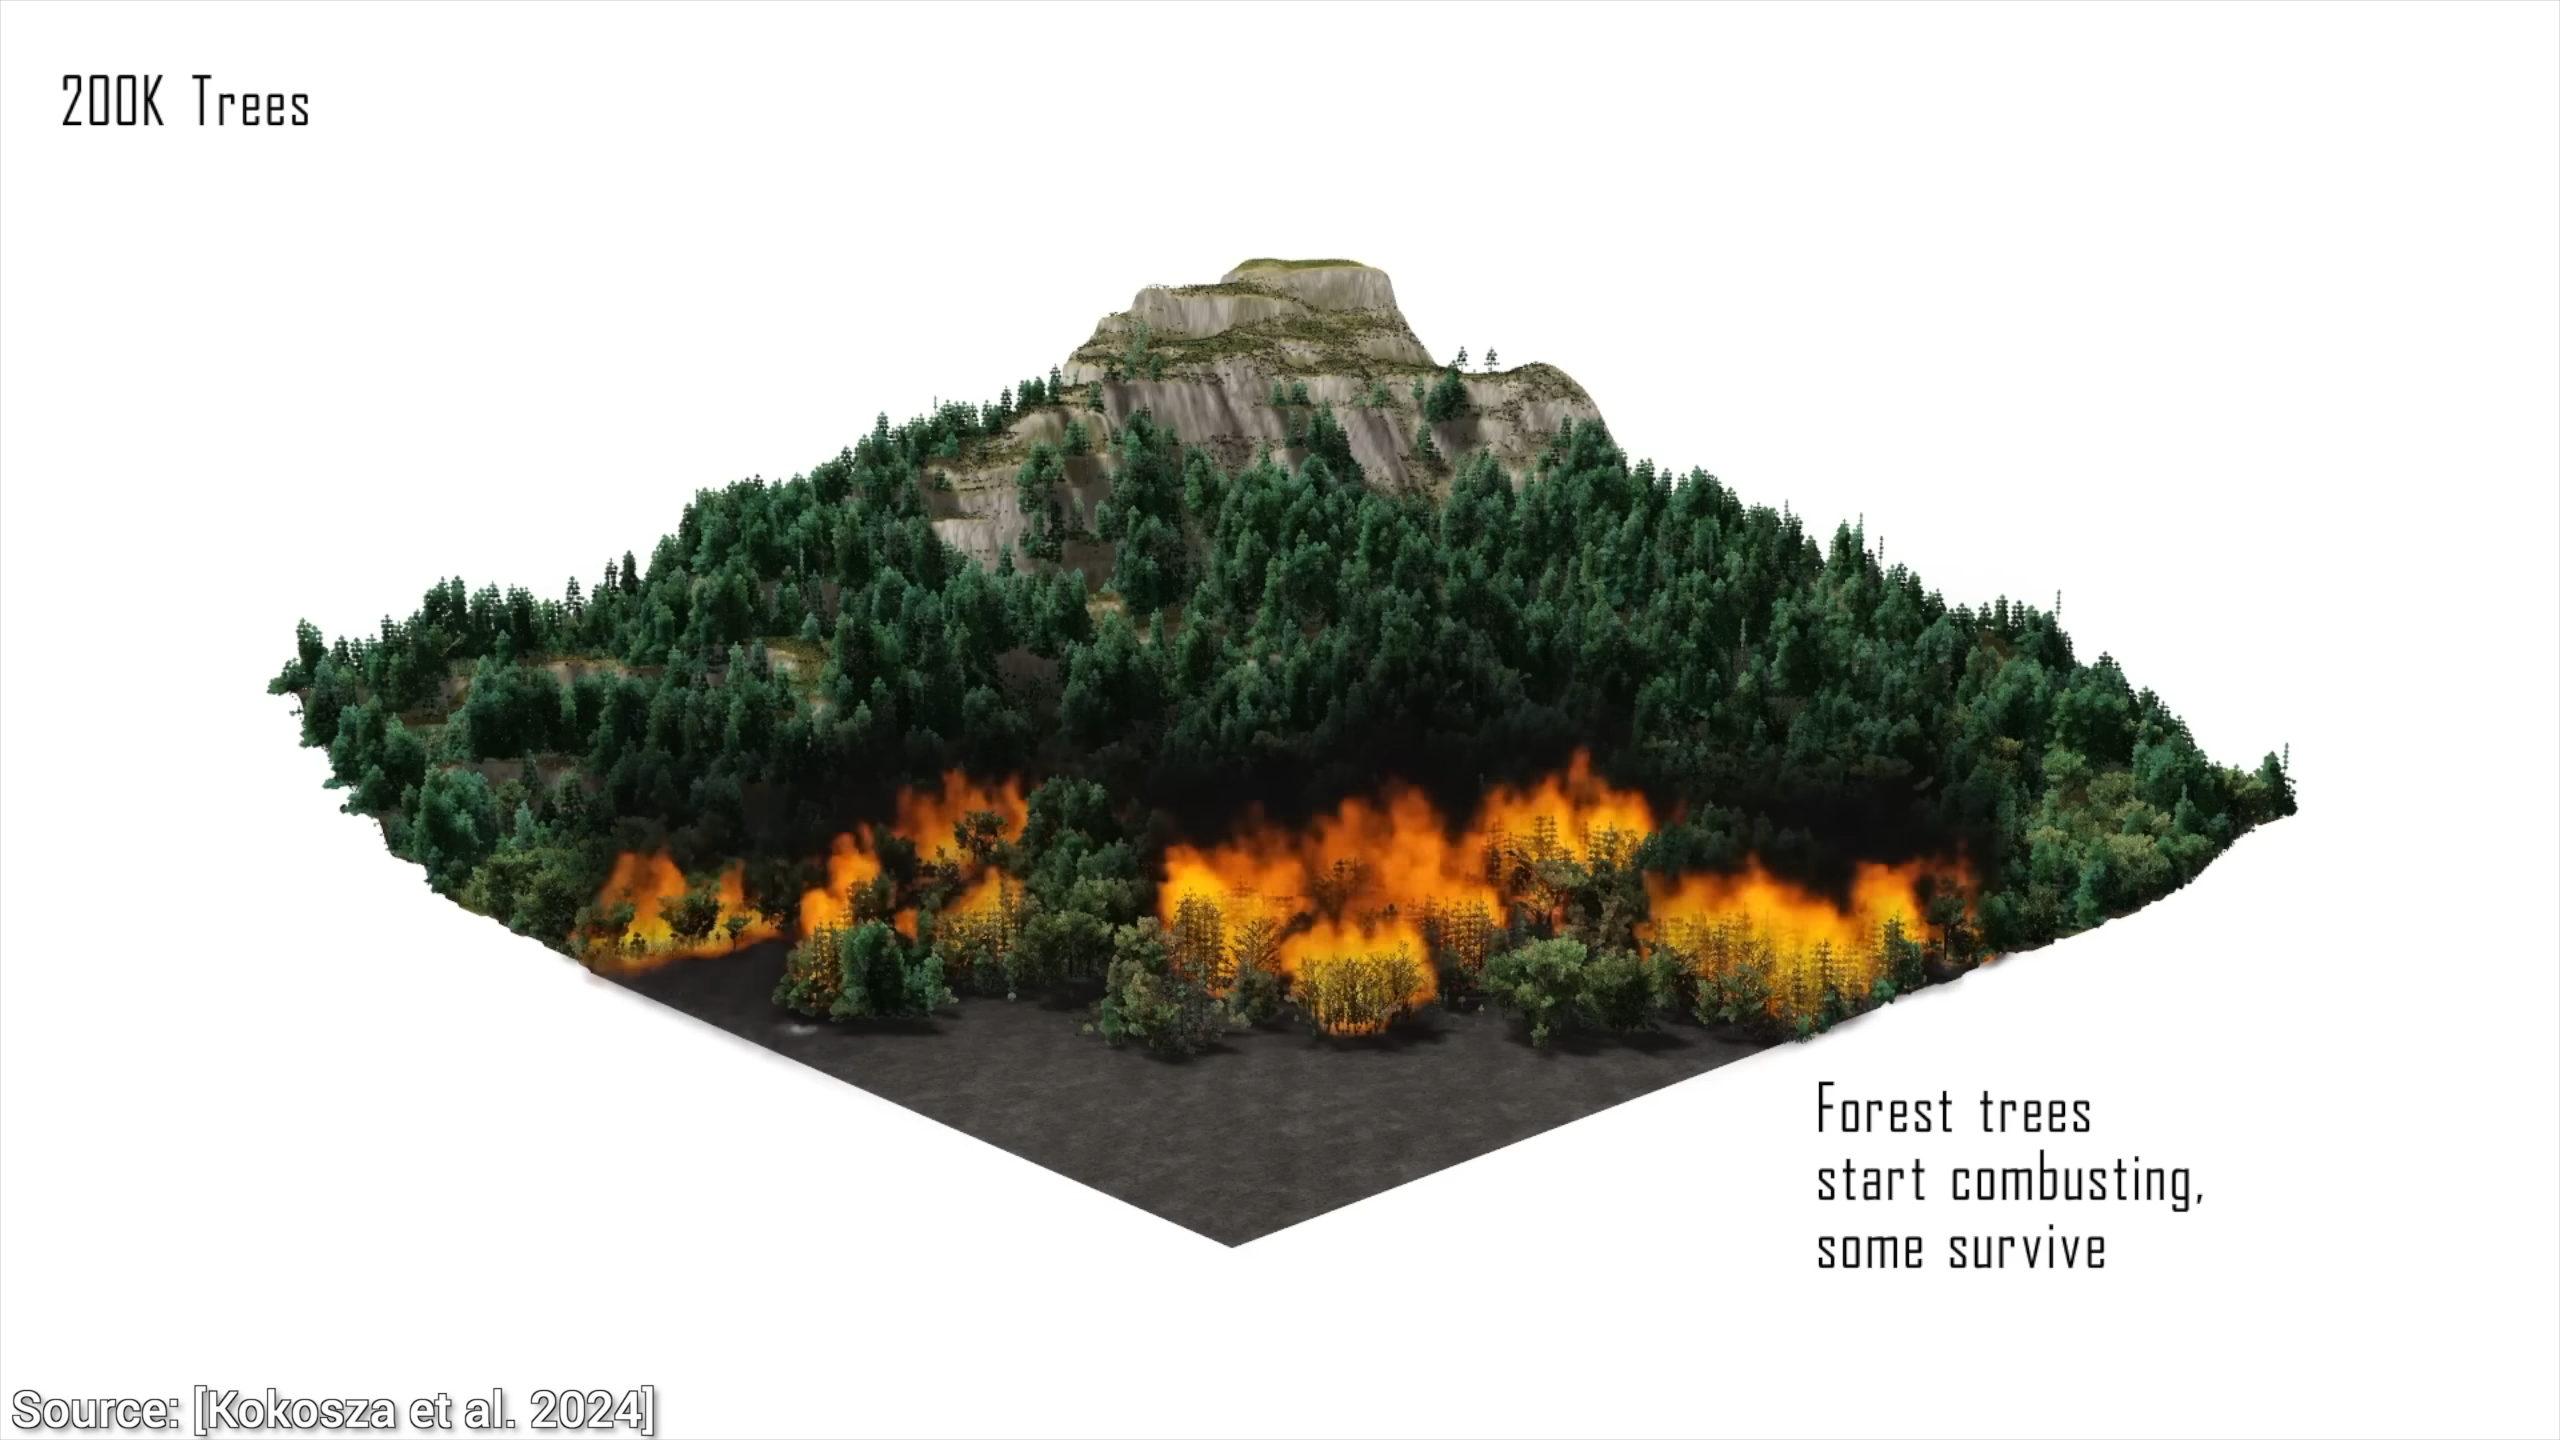 200K Trees
Forest trees
start combusting,
some survive
Source: [Kokosza et al. 2024]